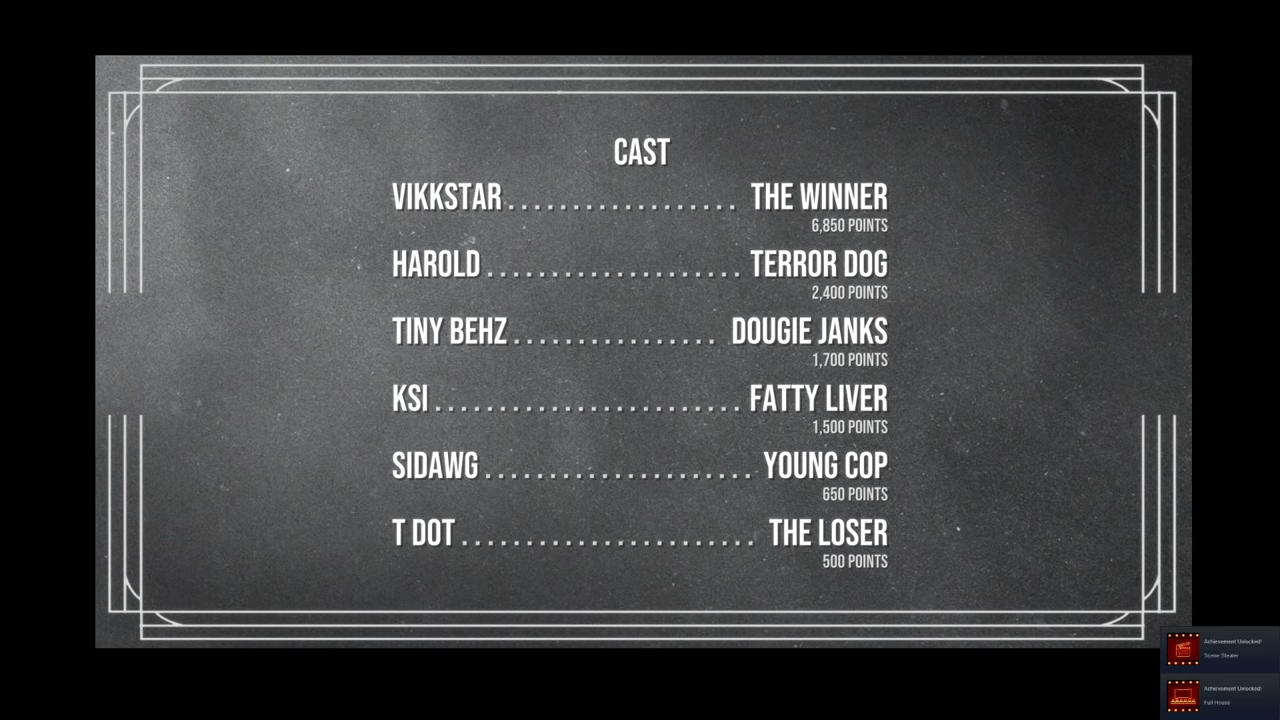 CAST
VIKKSTAR.................. THE WINNER
6,850 POINTS
HAROLD.................... TERROR DOG
2,400 POINTS
TINY BEHZ................ DOUGIE JANKS
1,700 POINTS
KSI........................ FATTY LIVER
1,500 POINTS
SIDAWG..................... YOUNG COP
650 POINTS
T DOT....................... THE LOSER
500 POINTS
Achievement Unlocked!
Scene Stealer
Achievement Unlocked!
Full House